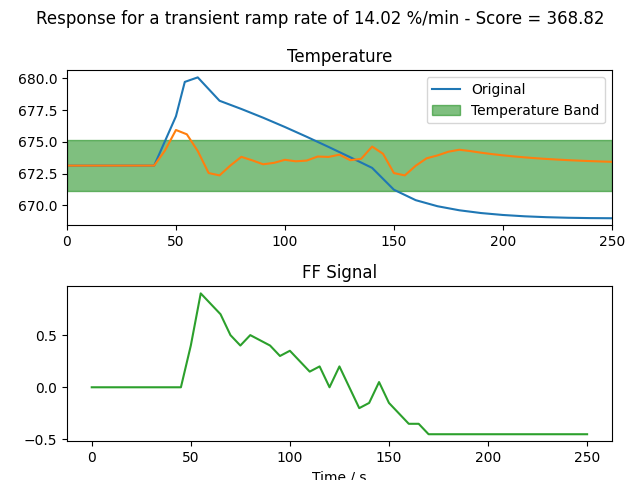 Response for a transient ramp rate of 14.02 %/min - Score = 368.82
Temperature
680.0
677.5
675.0
672.5
670.0
Original
Temperature Band
0 50 100 150 200 250
FF Signal
0.5
0.0
−0.5
0 50 100 150 200 250
Time / s